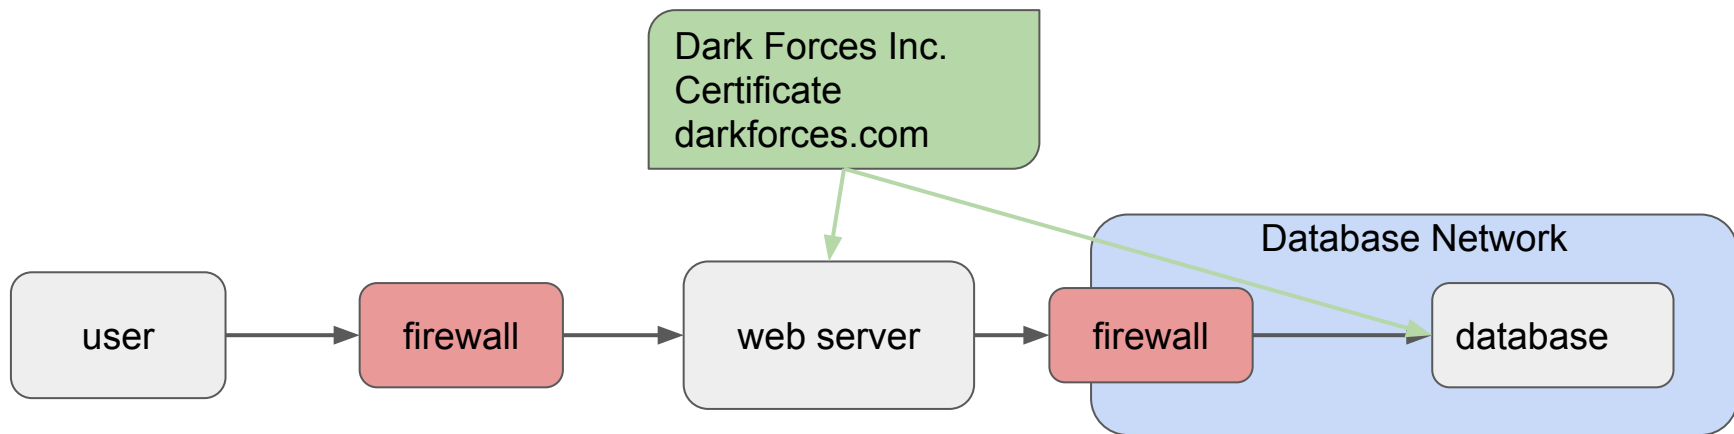 Dark Forces Inc.
Certificate
darkforces.com
Database Network
user
firewall
web server
firewall
database